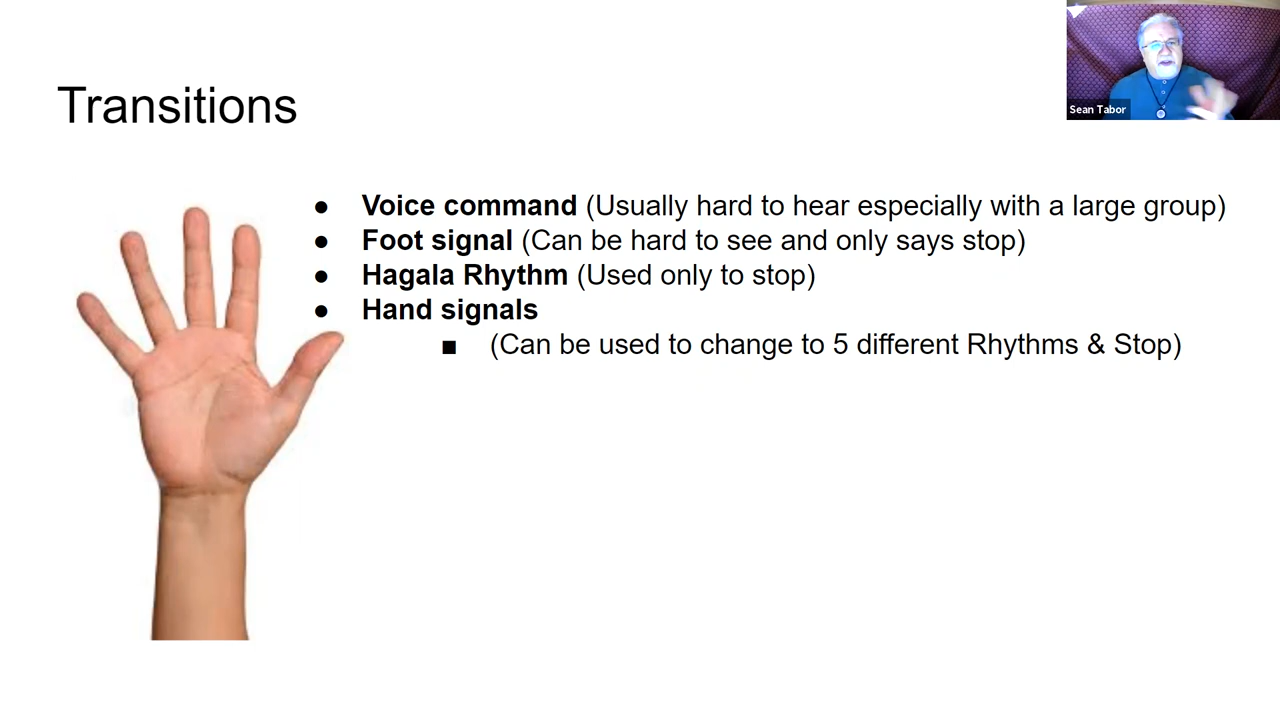 Sean Tabor
Transitions
● Voice command (Usually hard to hear especially with a large group)
● Foot signal (Can be hard to see and only says stop)
● Hagala Rhythm (Used only to stop)
● Hand signals
■ (Can be used to change to 5 different Rhythms & Stop)